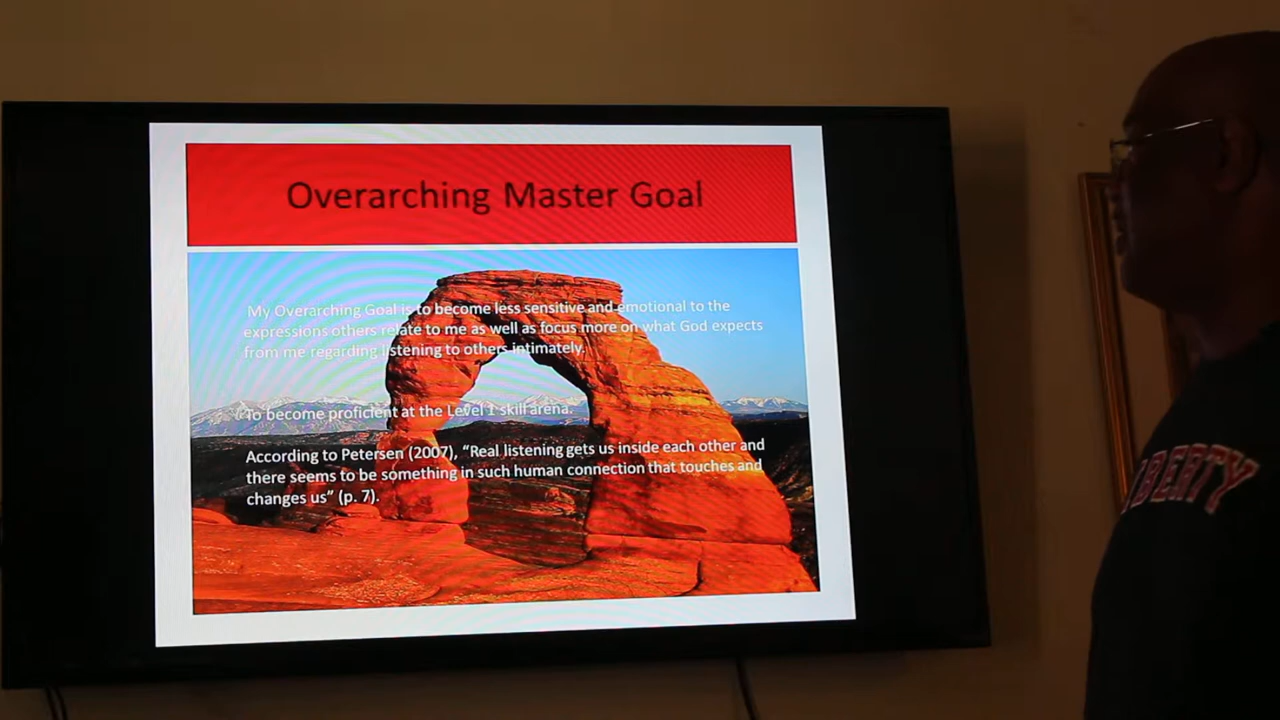 Overarching Master Goal
My Overarching Goal is to become less sensitive and emotional to the
expressions others relate to me as well as focus more on what God expects
from me regarding listening to others intimately.
To become proficient at the Level 1 skill arena.
According to Petersen (2007), “Real listening gets us inside each other and
there seems to be something in such human connection that touches and
changes us” (p. 7).
LIBERTY